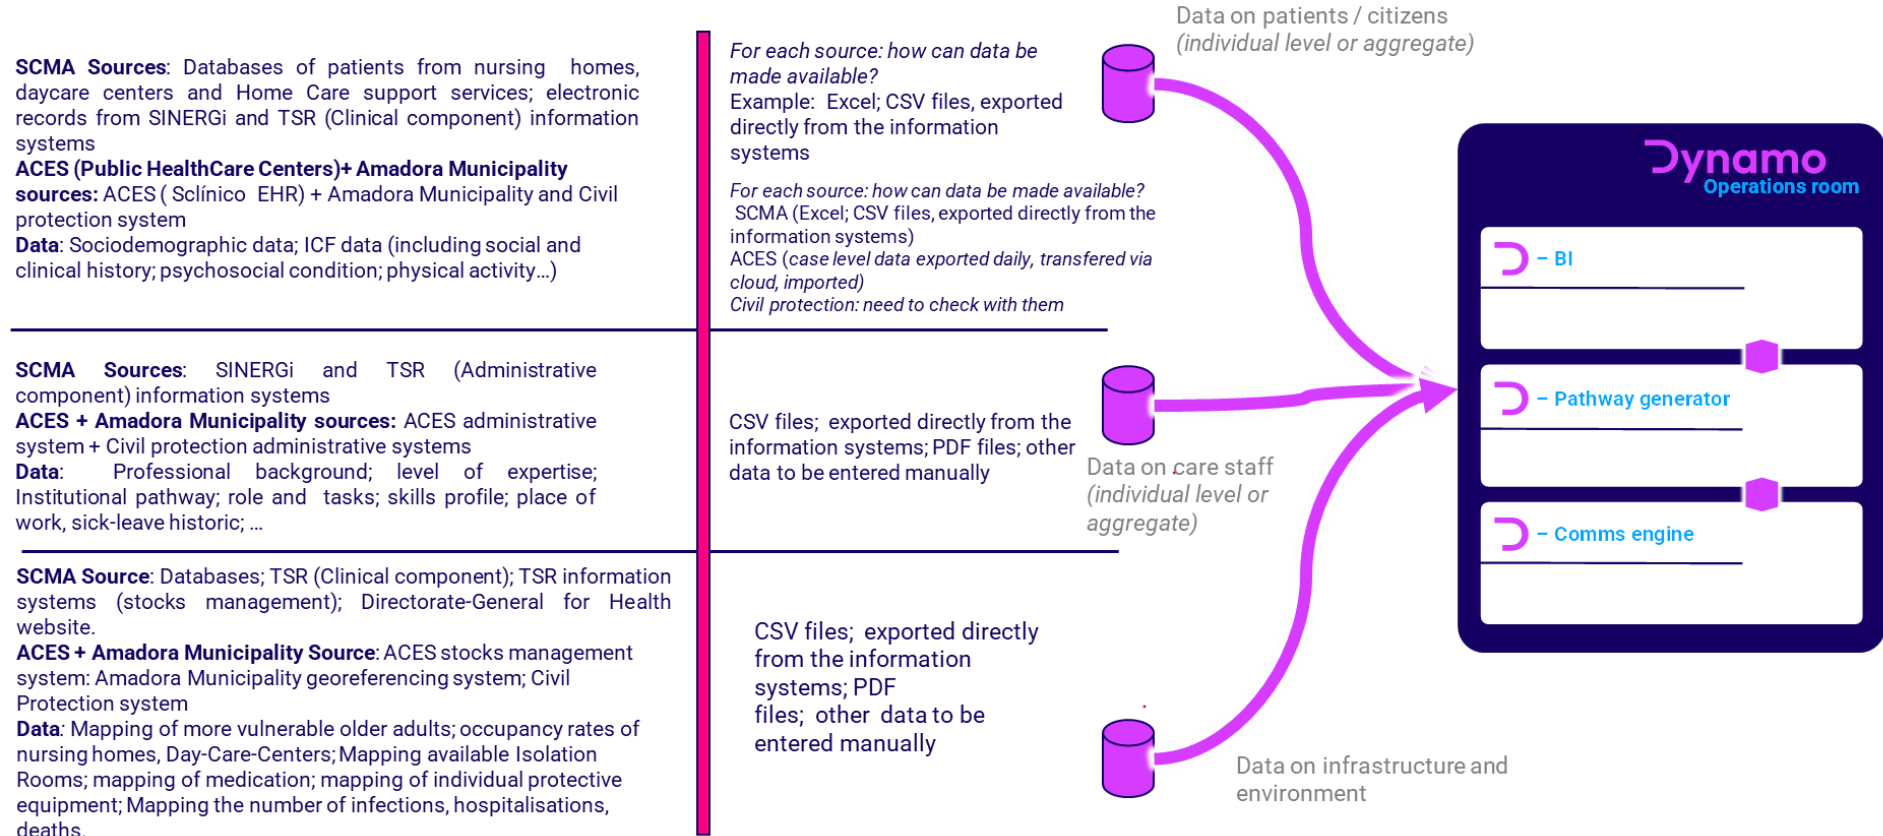 SCMA Sources: Databases of patients from nursing homes,
daycare centers and Home Care support services; electronic
records from SINERGi and TSR (Clinical component) information
systems
ACES (Public HealthCare Centers)+ Amadora Municipality
sources: ACES ( Sclínico EHR) + Amadora Municipality and Civil
protection system
Data: Sociodemographic data; ICF data (including social and
clinical history; psychosocial condition; physical activity...)
For each source: how can data be
made available?
Example: Excel; CSV files, exported
directly from the information
systems
For each source: how can data be made available?
SCMA (Excel; CSV files, exported directly from the
information systems)
ACES (case level data exported daily, transfered via
cloud, imported)
Civil protection: need to check with them
Data on patients / citizens
(individual level or aggregate)
SCMA Sources: SINERGi and TSR (Administrative
component) information systems
ACES + Amadora Municipality sources: ACES administrative
system + Civil protection administrative systems
Data: Professional background; level of expertise;
Institutional pathway; role and tasks; skills profile; place of
work, sick-leave historic; ...
CSV files; exported directly from the
information systems; PDF files; other
data to be entered manually
Data on care staff
(individual level or
aggregate)
SCMA Source: Databases; TSR (Clinical component); TSR information
systems (stocks management); Directorate-General for Health
website.
ACES + Amadora Municipality Source: ACES stocks management
system: Amadora Municipality georeferencing system; Civil
Protection system
Data: Mapping of more vulnerable older adults; occupancy rates of
nursing homes, Day-Care-Centers; Mapping available Isolation
Rooms; mapping of medication; mapping of individual protective
equipment; Mapping the number of infections, hospitalisations,
deaths.
CSV files; exported directly
from the information
systems; PDF
files; other data to be
entered manually
Data on infrastructure and
environment
Dynamo
Operations room
D – BI
D – Pathway generator
D – Comms engine